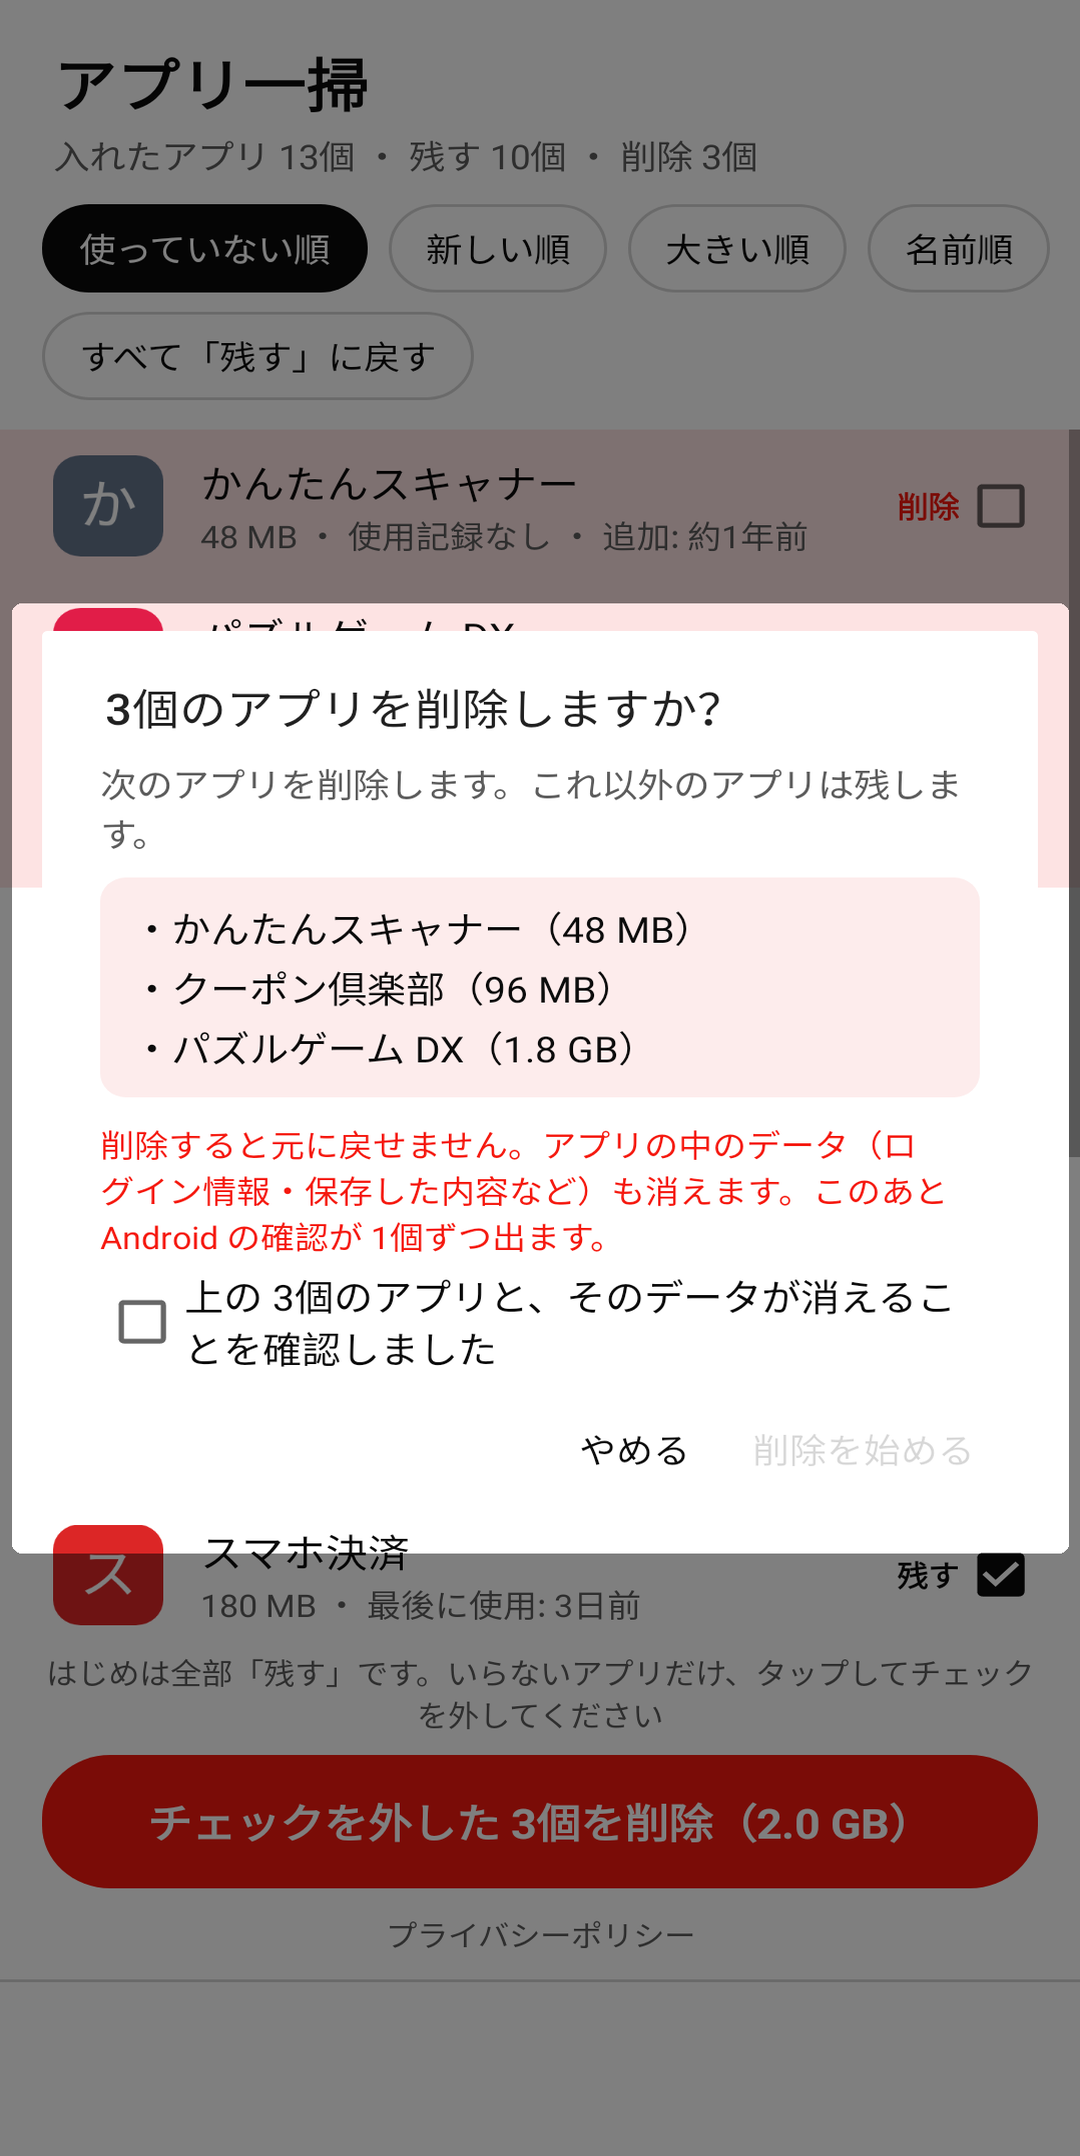 アプリ一掃
入れたアプリ 13個 ・ 残す 10個 ・ 削除 3個
使っていない順
新しい順
大きい順
名前順
すべて「残す」に戻す
か
かんたんスキャナー
48 MB ・ 使用記録なし ・ 追加: 約1年前
削除
パズルゲーム DX
3個のアプリを削除しますか?
次のアプリを削除します。これ以外のアプリは残しま
す。
・かんたんスキャナー（48 MB）
・クーポン倶楽部（96 MB）
・パズルゲーム DX（1.8 GB）
削除すると元に戻せません。アプリの中のデータ（ロ
グイン情報・保存した内容など）も消えます。このあと
Android の確認が 1個ずつ出ます。
上の 3個のアプリと、そのデータが消えるこ
とを確認しました
やめる
削除を始める
ス
スマホ決済
180 MB ・ 最後に使用: 3日前
残す
はじめは全部「残す」です。いらないアプリだけ、タップしてチェック
を外してください
チェックを外した 3個を削除（2.0 GB）
プライバシーポリシー